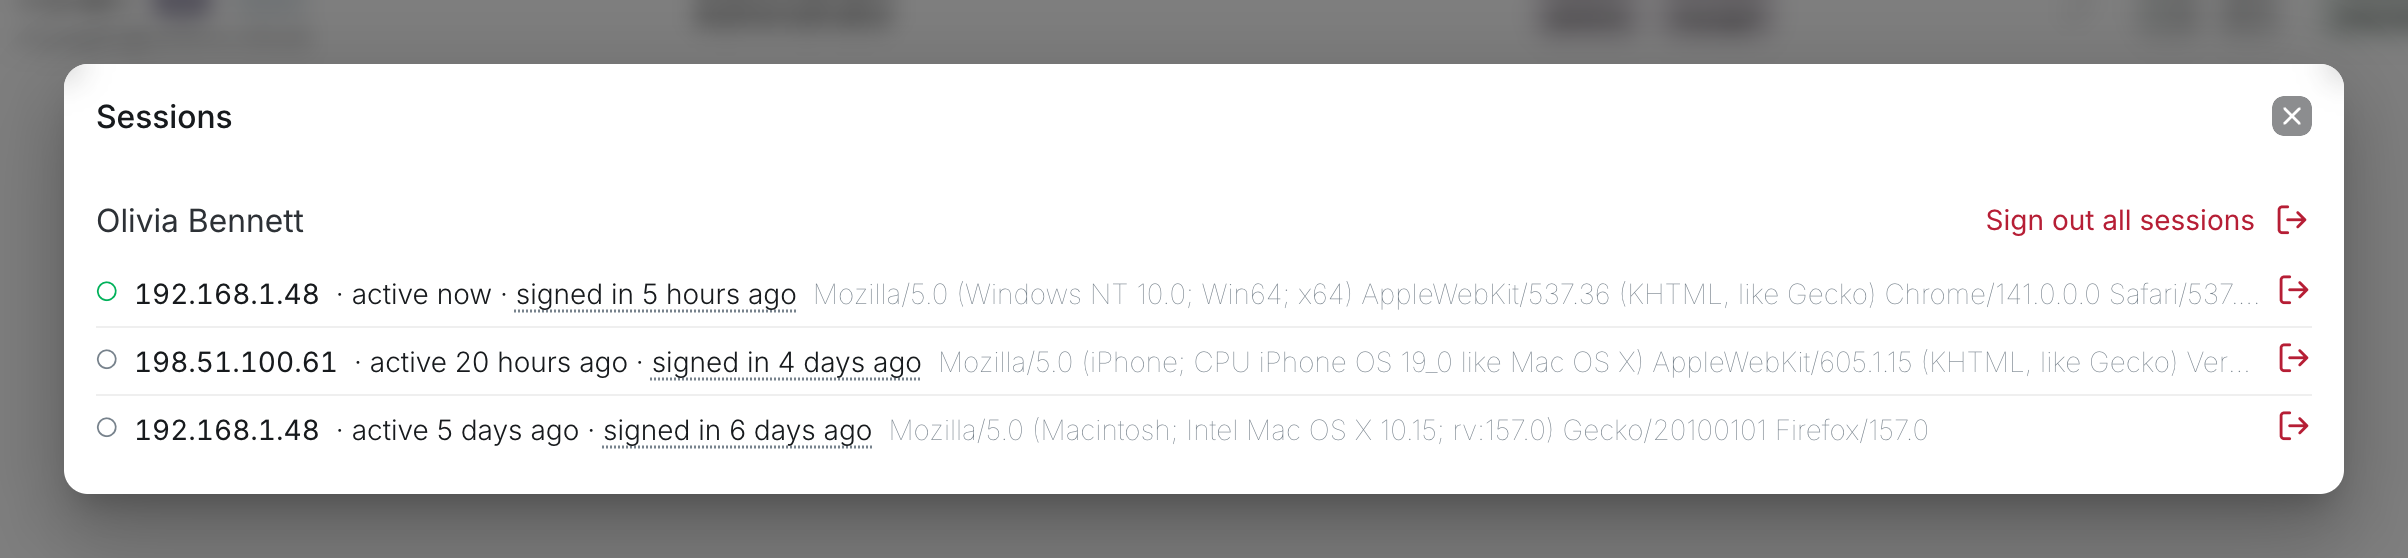 Sessions
Olivia Bennett
Sign out all sessions
192.168.1.48 · active now · signed in 5 hours ago Mozilla/5.0 (Windows NT 10.0; Win64; x64) AppleWebKit/537.36 (KHTML, like Gecko) Chrome/141.0.0.0 Safari/537....
198.51.100.61 · active 20 hours ago · signed in 4 days ago Mozilla/5.0 (iPhone; CPU iPhone OS 19_0 like Mac OS X) AppleWebKit/605.1.15 (KHTML, like Gecko) Ver...
192.168.1.48 · active 5 days ago · signed in 6 days ago Mozilla/5.0 (Macintosh; Intel Mac OS X 10.15; rv:157.0) Gecko/20100101 Firefox/157.0